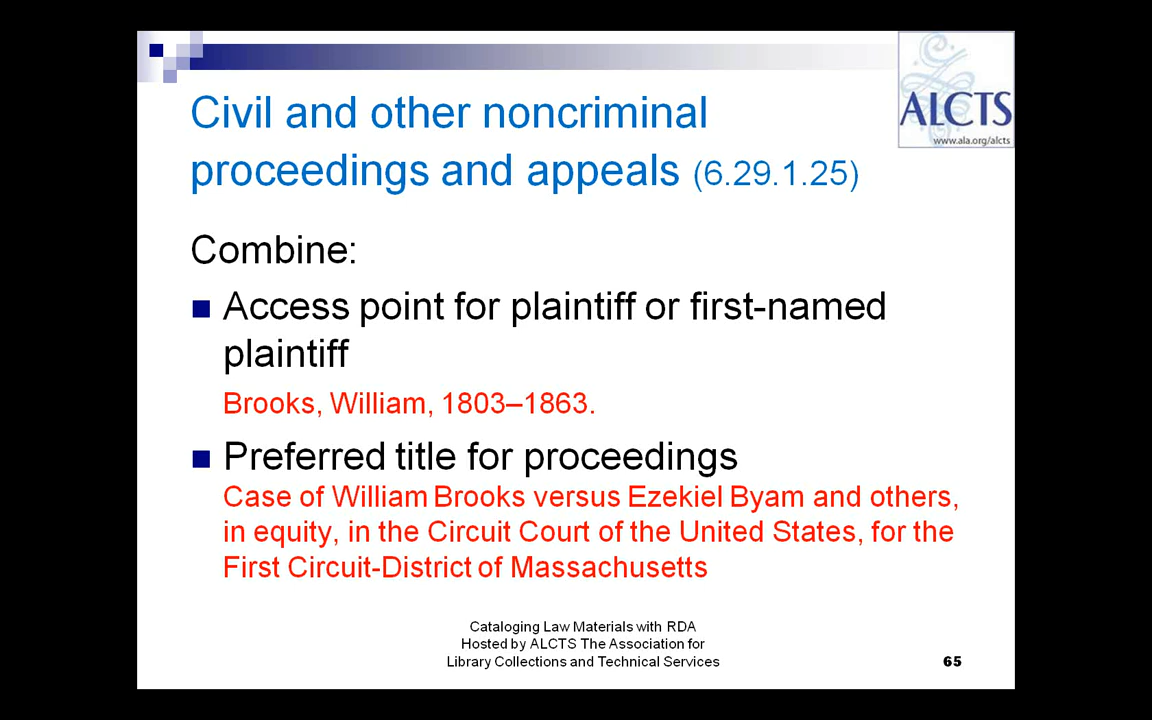 ALCTS
www.ala.org/alcts
Civil and other noncriminal
proceedings and appeals (6.29.1.25)
Combine:
Access point for plaintiff or first-named
plaintiff
Brooks, William, 1803–1863.
Preferred title for proceedings
Case of William Brooks versus Ezekiel Byam and others,
in equity, in the Circuit Court of the United States, for the
First Circuit-District of Massachusetts
Cataloging Law Materials with RDA
Hosted by ALCTS The Association for
Library Collections and Technical Services
65